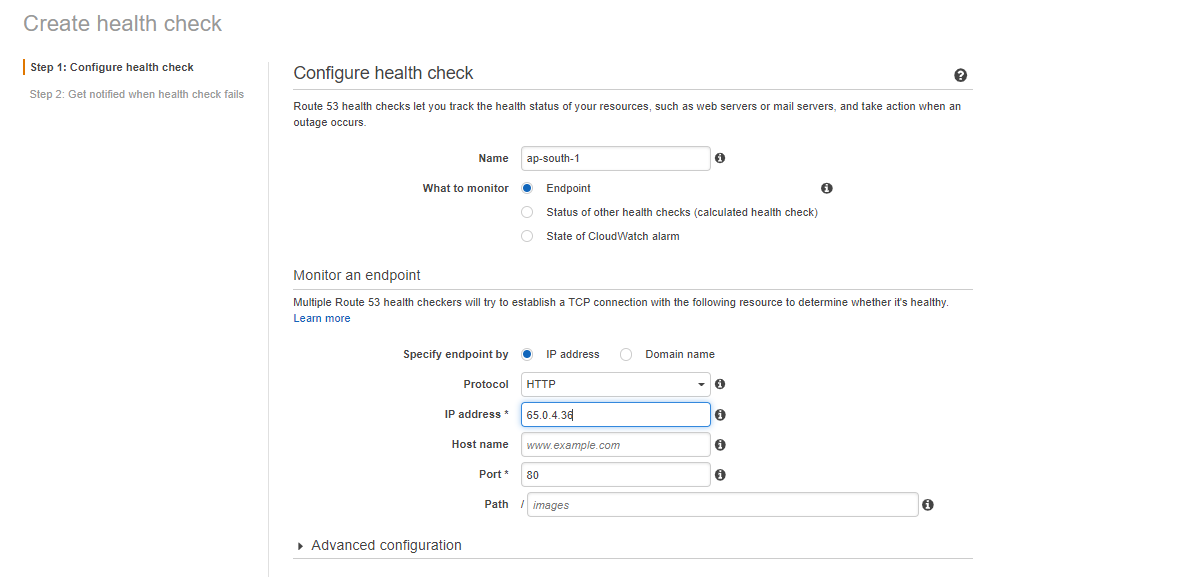 Create health check
Step 1: Configure health check
Step 2: Get notified when health check fails
Configure health check
Route 53 health checks let you track the health status of your resources, such as web servers or mail servers, and take action when an
outage occurs.
Name ap-south-1
What to monitor Endpoint
Status of other health checks (calculated health check)
State of CloudWatch alarm
Monitor an endpoint
Multiple Route 53 health checkers will try to establish a TCP connection with the following resource to determine whether it's healthy.
Learn more
Specify endpoint by IP address Domain name
Protocol HTTP
IP address * 65.0.4.36
Host name www.example.com
Port * 80
Path / images
Advanced configuration